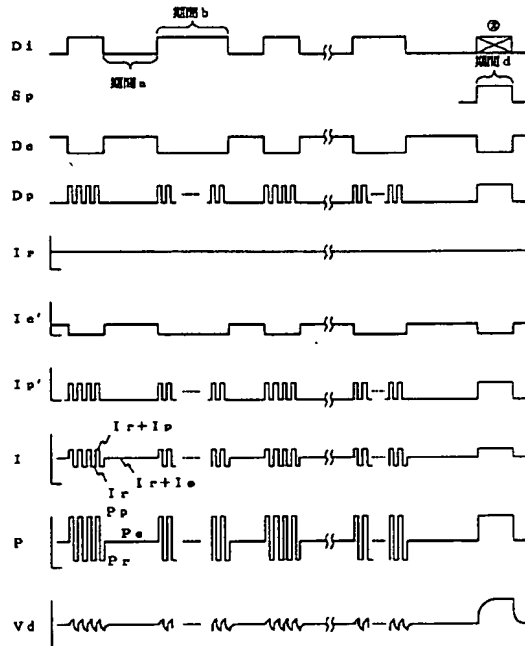 期間b
Di
期間a
期間d
Sp
De
Dp
Ir
Ie'
Ip'
Ir+Ip
I
Ir+Ie
Ir
Pp
Pe
P
Pr
Vd